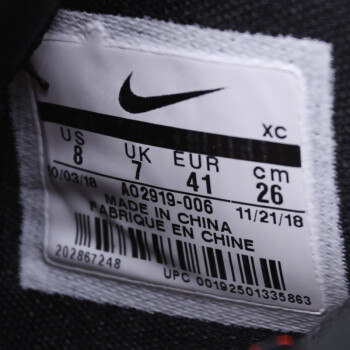 XC
US UK EUR cm
8 7 41 26
10/03/18 AO2919-006 11/21/18
MADE IN CHINA
FABRIQUE EN CHINE
202867248
UPC 00192501335863